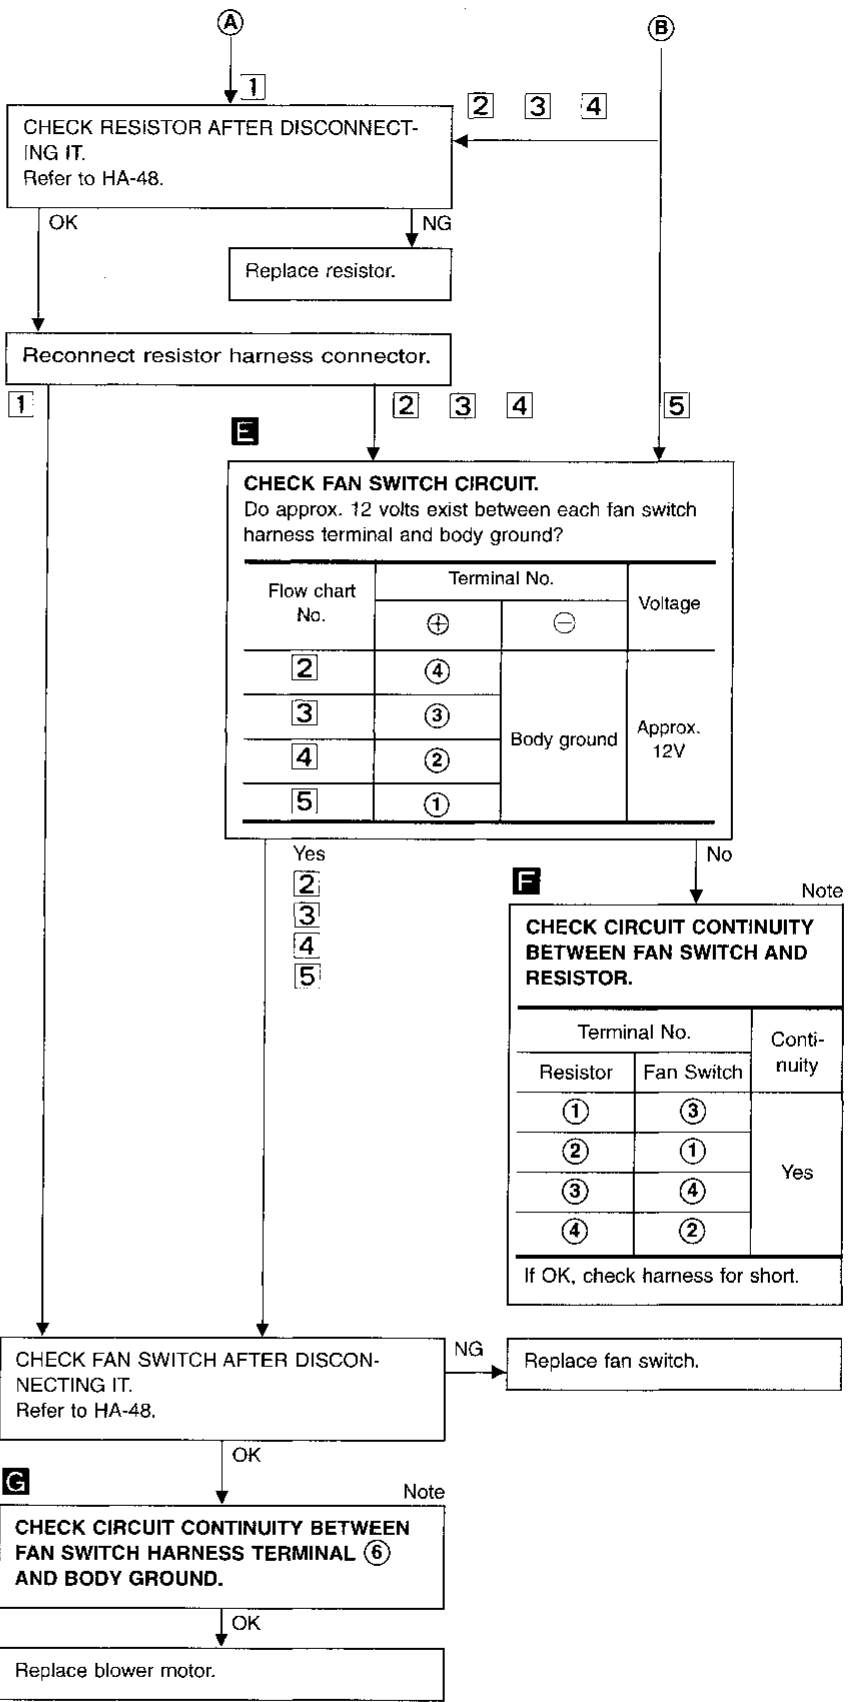 A
B
1
2 3 4
CHECK RESISTOR AFTER DISCONNECT-
ING IT.
Refer to HA-48.
OK
NG
Replace resistor.
Reconnect resistor harness connector.
1
2 3 4
5
E
CHECK FAN SWITCH CIRCUIT.
Do approx. 12 volts exist between each fan switch
harness terminal and body ground?
Flow chart
No.
Terminal No.
Voltage
⊕
⊖
2 ④
3 ③
4 ②
5 ①
Body ground
Approx.
12V
Yes
2
3
4
5
No
F
Note
CHECK CIRCUIT CONTINUITY
BETWEEN FAN SWITCH AND
RESISTOR.
Terminal No.
Conti-
nuity
Resistor Fan Switch
① ③
② ①
③ ④
④ ②
Yes
If OK, check harness for short.
CHECK FAN SWITCH AFTER DISCON-
NECTING IT.
Refer to HA-48.
NG
Replace fan switch.
OK
G
Note
CHECK CIRCUIT CONTINUITY BETWEEN
FAN SWITCH HARNESS TERMINAL ⑥
AND BODY GROUND.
OK
Replace blower motor.